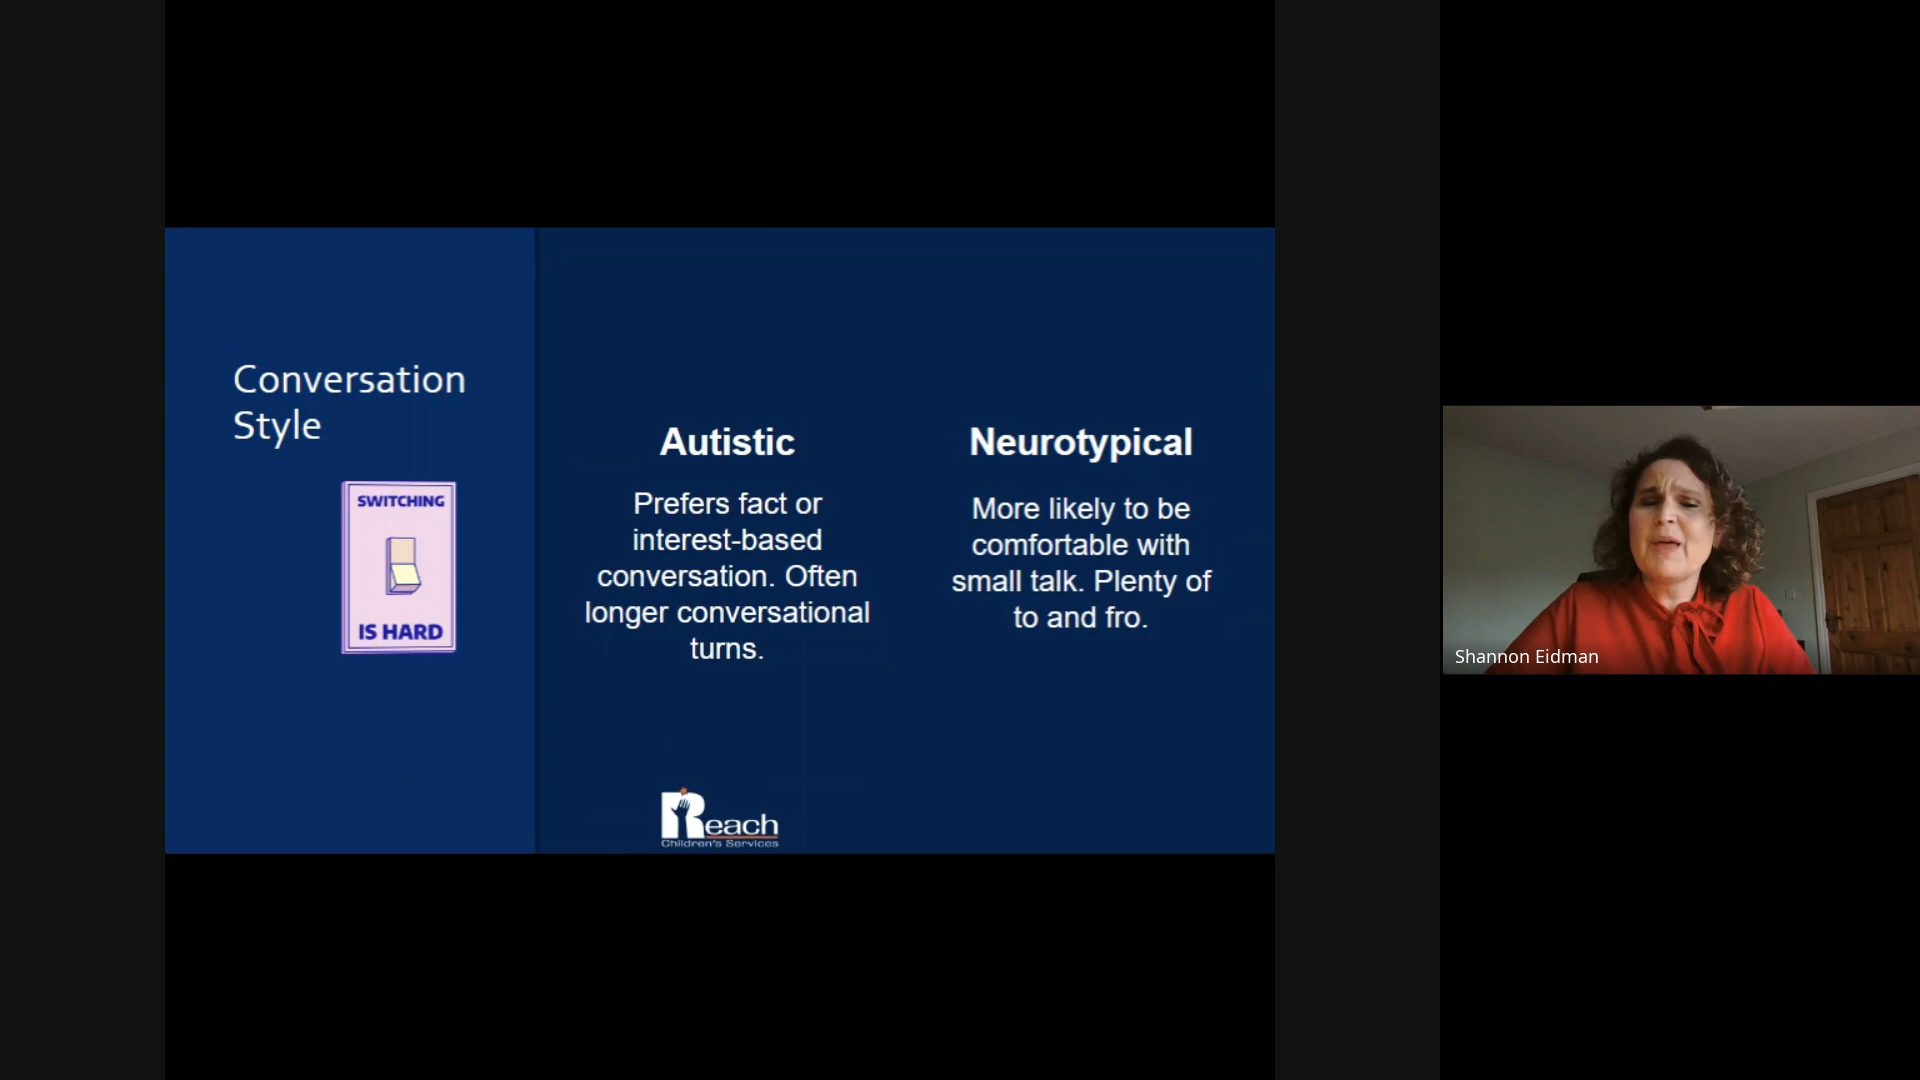 Conversation
Style
SWITCHING
IS HARD
Autistic
Prefers fact or
interest-based
conversation. Often
longer conversational
turns.
Neurotypical
More likely to be
comfortable with
small talk. Plenty of
to and fro.
Reach
Children's Services
Shannon Eidman